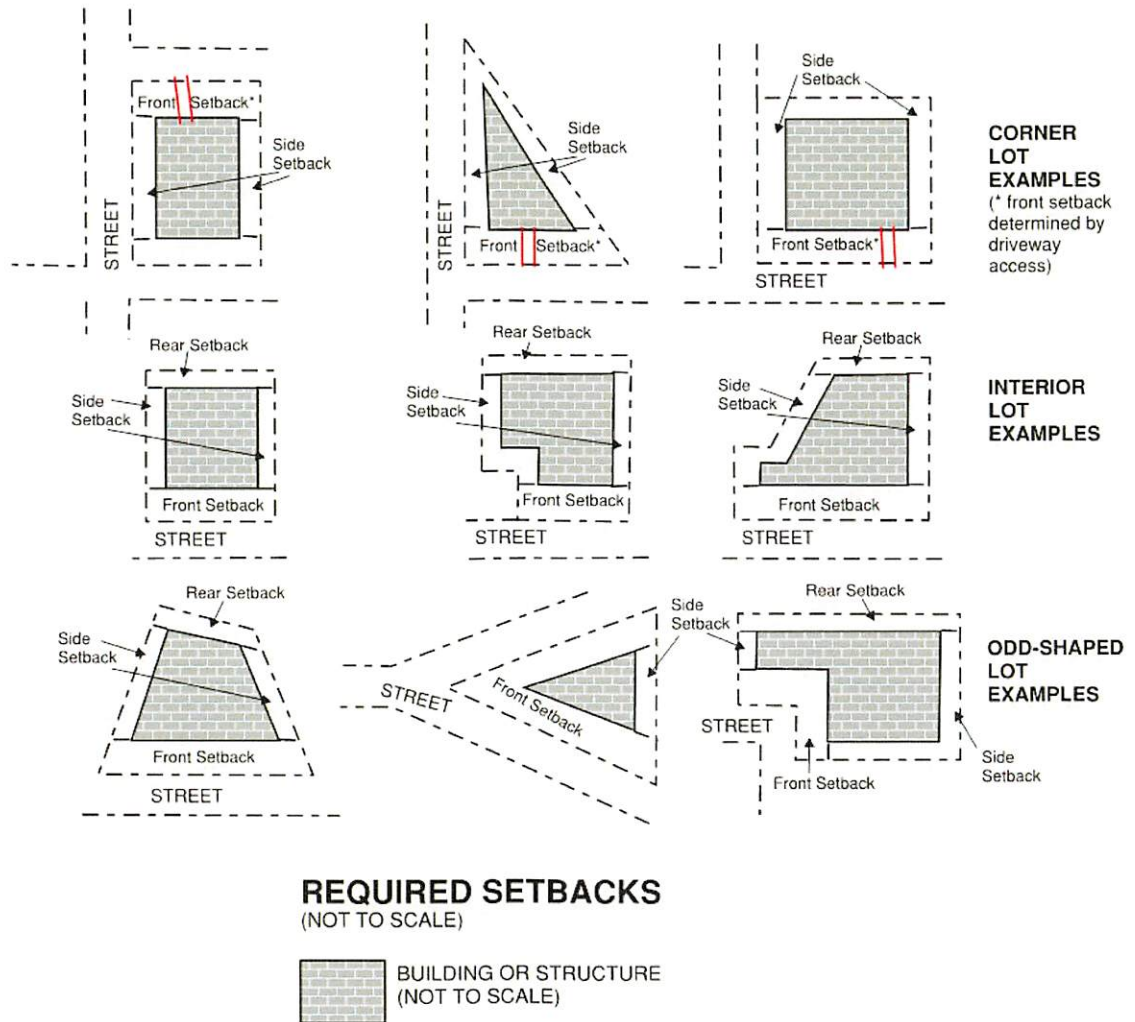 Front Setback*
Side
Setback
STREET
Side
Setback
STREET
Front Setback*
Side
Setback
Front Setback*
STREET
CORNER
LOT
EXAMPLES
(* front setback
determined by
driveway
access)
Rear Setback
Side
Setback
Front Setback
STREET
Rear Setback
Side
Setback
Front Setback
STREET
Rear Setback
Side
Setback
Front Setback
STREET
INTERIOR
LOT
EXAMPLES
Rear Setback
Side
Setback
Front Setback
STREET
Side
Setback
STREET
Front Setback
Rear Setback
STREET
Front Setback
Side
Setback
ODD-SHAPED
LOT
EXAMPLES
REQUIRED SETBACKS
(NOT TO SCALE)
BUILDING OR STRUCTURE
(NOT TO SCALE)